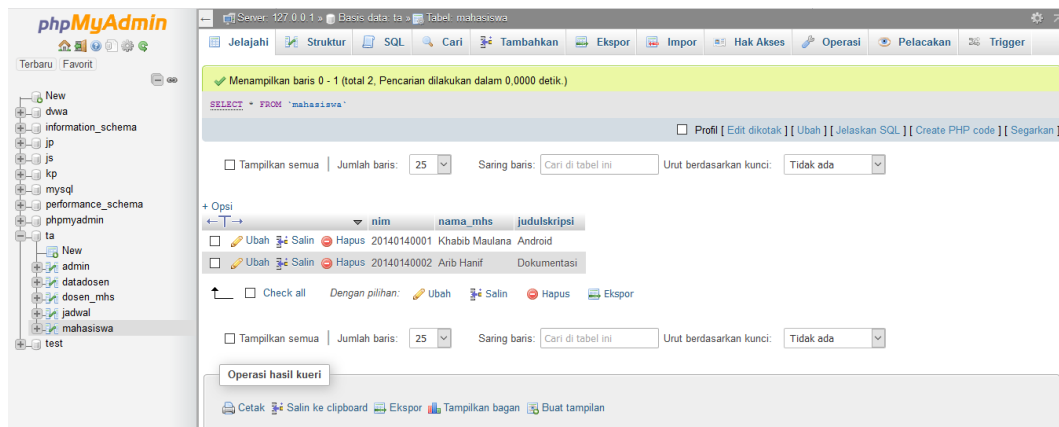 phpMyAdmin
Terbaru Favorit
New
dvwa
information_schema
jp
js
kp
mysql
performance_schema
phpmyadmin
ta
New
admin
datadosen
dosen_mhs
jadwal
mahasiswa
test
Server: 127.0.0.1 » Basis data: ta » Tabel: mahasiswa
Jelajahi Struktur SQL Cari Tambahkan Ekspor Impor Hak Akses Operasi Pelacakan Trigger
Menampilkan baris 0 - 1 (total 2, Pencarian dilakukan dalam 0,0000 detik.)
SELECT * FROM `mahasiswa`
Profil [ Edit dikotak ] [ Ubah ] [ Jelaskan SQL ] [ Create PHP code ] [ Segarkan ]
Tampilkan semua | Jumlah baris: 25 Saring baris: Cari di tabel ini Urut berdasarkan kunci: Tidak ada
+ Opsi
←T→ nim nama_mhs judulskripsi
Ubah Salin Hapus 20140140001 Khabib Maulana Android
Ubah Salin Hapus 20140140002 Arib Hanif Dokumentasi
Check all Dengan pilihan: Ubah Salin Hapus Ekspor
Tampilkan semua | Jumlah baris: 25 Saring baris: Cari di tabel ini Urut berdasarkan kunci: Tidak ada
Operasi hasil kueri
Cetak Salin ke clipboard Ekspor Tampilkan bagan Buat tampilan